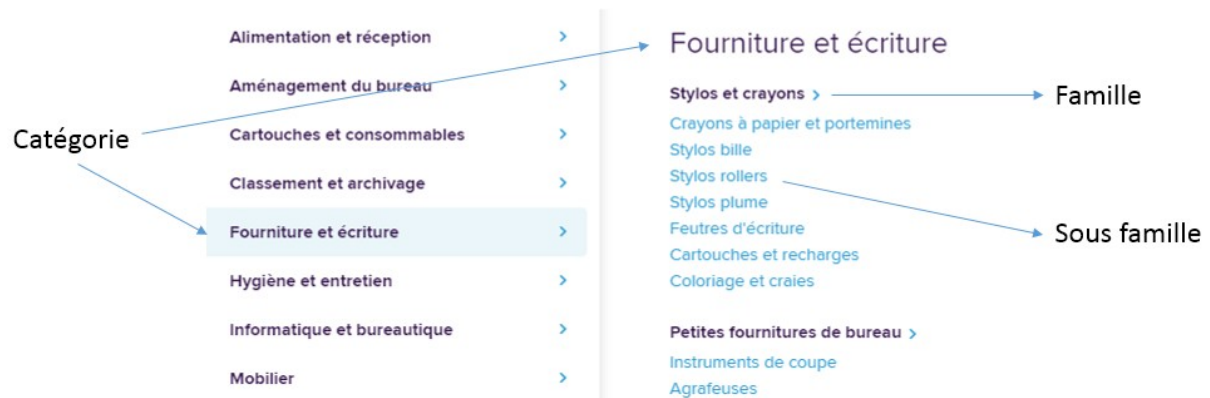 Catégorie
Alimentation et réception
Aménagement du bureau
Cartouches et consommables
Classement et archivage
Fourniture et écriture
Hygiène et entretien
Informatique et bureautique
Mobilier
Fourniture et écriture
Stylos et crayons
Crayons à papier et portemines
Stylos bille
Stylos rollers
Stylos plume
Feutres d'écriture
Cartouches et recharges
Coloriage et craies
Petites fournitures de bureau
Instruments de coupe
Agrafeuses
Famille
Sous famille